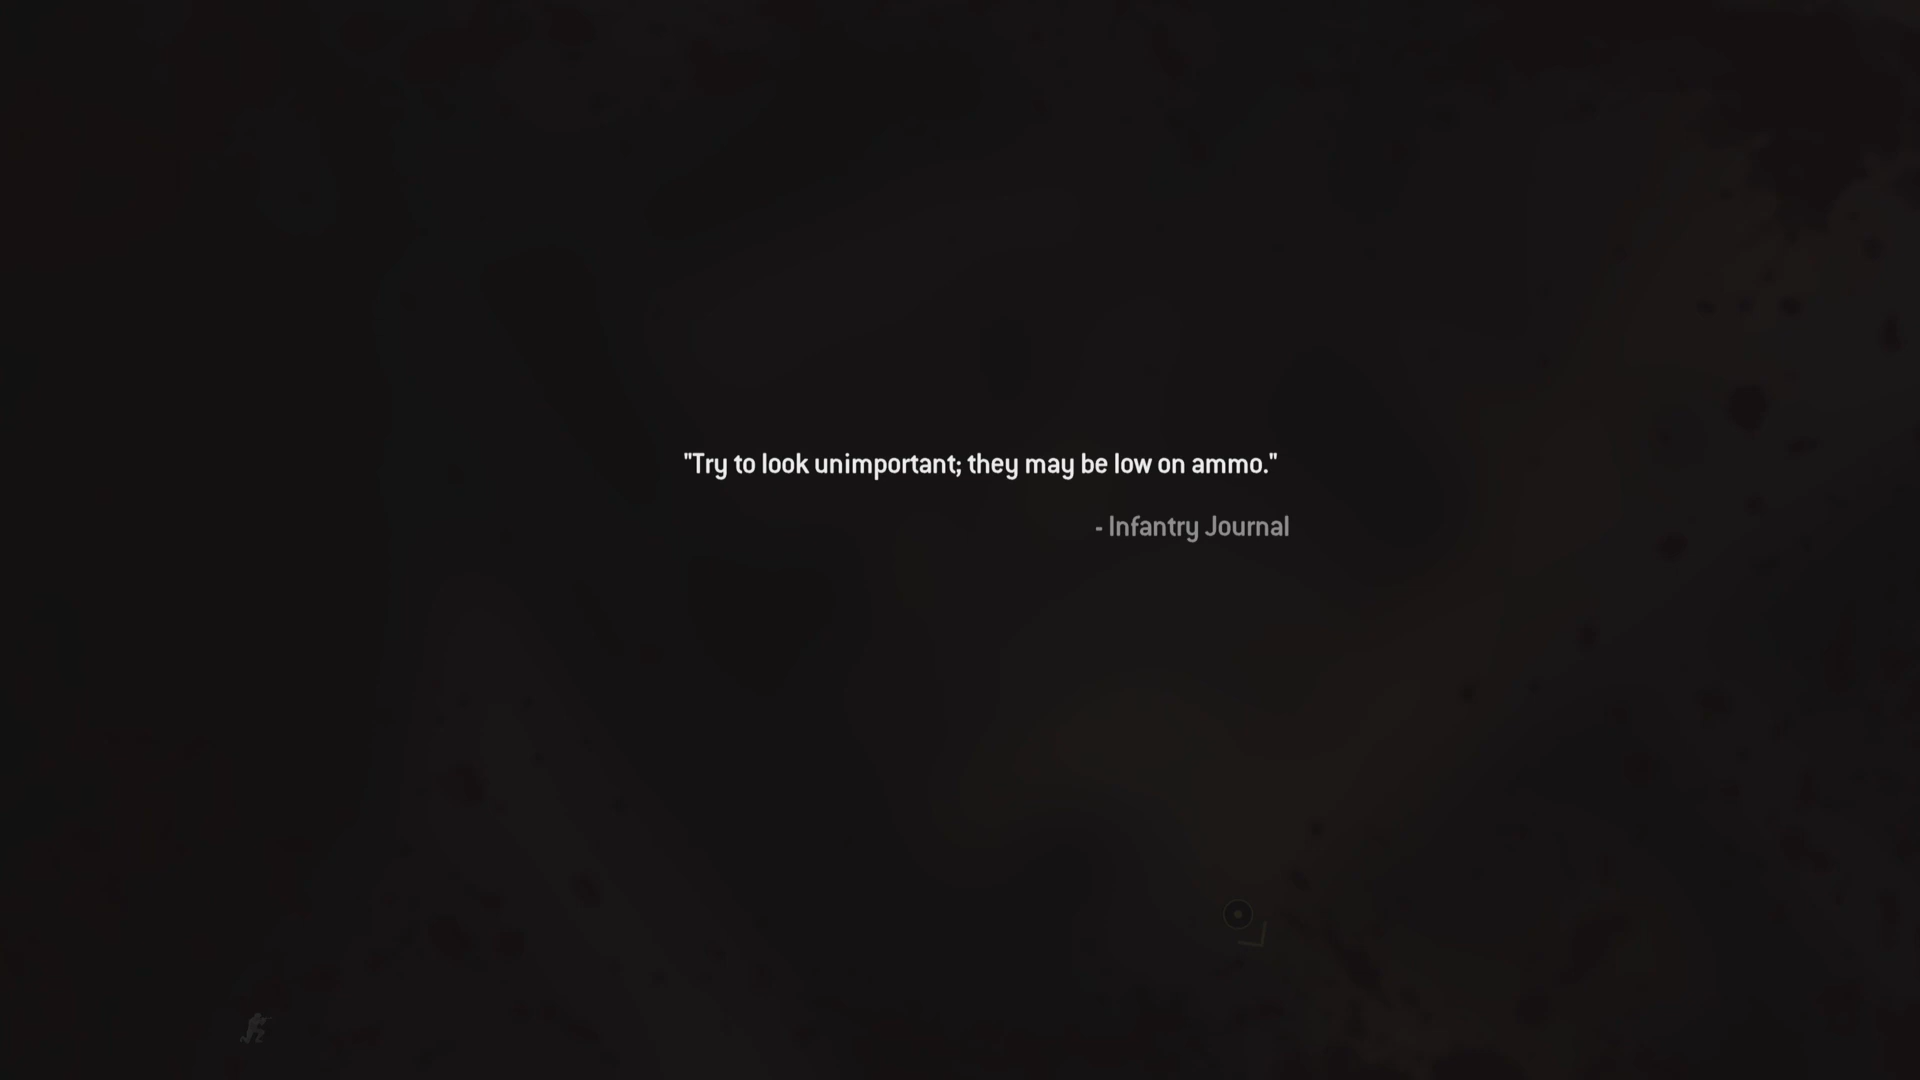 "Try to look unimportant; they may be low on ammo."
- Infantry Journal